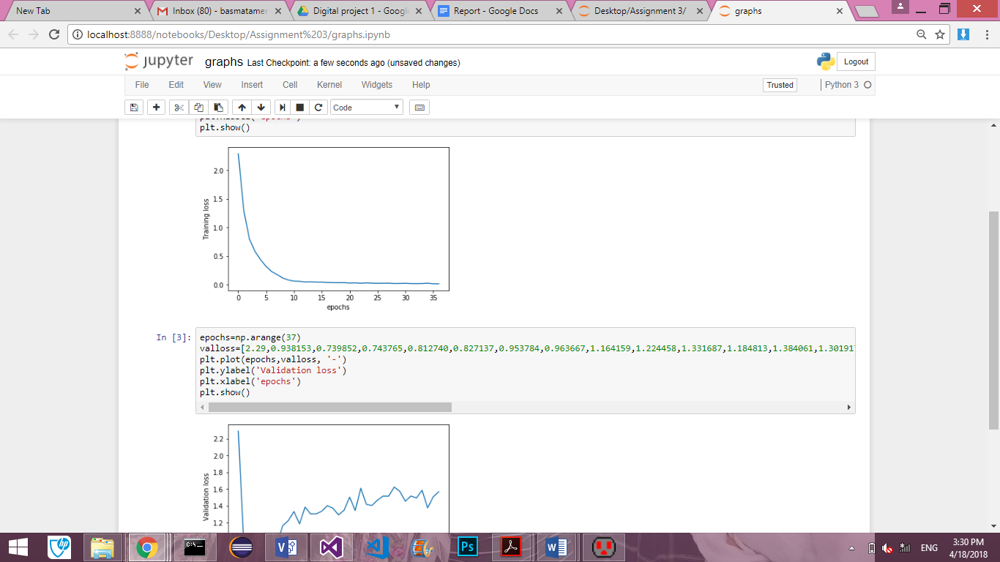 New Tab
Inbox (80) - basmatamer
Digital project 1 - Google
Report - Google Docs
Desktop/Assignment 3/
graphs
localhost:8888/notebooks/Desktop/Assignment%203/graphs.ipynb
jupyter graphs Last Checkpoint: a few seconds ago (unsaved changes)
Logout
File Edit View Insert Cell Kernel Widgets Help
Trusted
Python 3
Code
plt.show()
2.0
1.5
1.0
0.5
0.0
Training loss
0 5 10 15 20 25 30 35
epochs
In [3]:
epochs=np.arange(37)
valloss=[2.29,0.938153,0.739852,0.743765,0.812740,0.827137,0.953784,0.963667,1.164159,1.224458,1.331687,1.184813,1.384061,1.30191
plt.plot(epochs,valloss, '-')
plt.ylabel('Validation loss')
plt.xlabel('epochs')
plt.show()
2.2
2.0
1.8
1.6
1.4
1.2
Validation loss
hp
C:\.
Ps
W
ENG
3:30 PM
4/18/2018